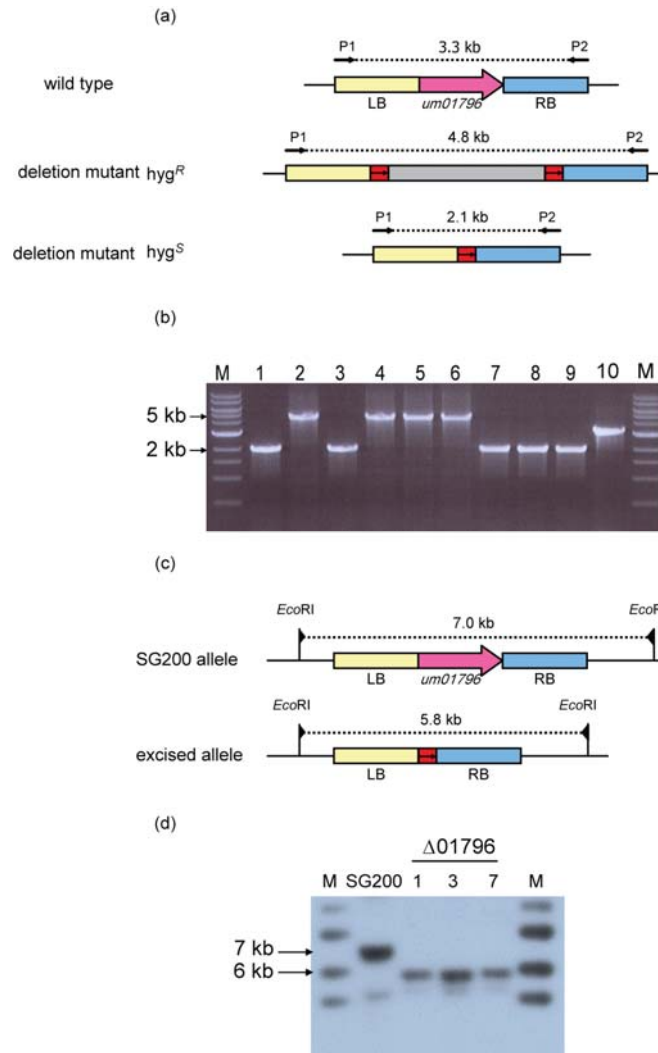 (a)
P1 3.3 kb P2
wild type
LB um01796 RB
P1 4.8 kb P2
deletion mutant hygR
P1 2.1 kb P2
deletion mutant hygS
(b)
M 1 2 3 4 5 6 7 8 9 10 M
5 kb
2 kb
(c)
EcoRI 7.0 kb EcoR
SG200 allele
LB um01796 RB
EcoRI 5.8 kb EcoRI
excised allele
LB RB
(d)
Δ01796
M SG200 1 3 7 M
7 kb
6 kb